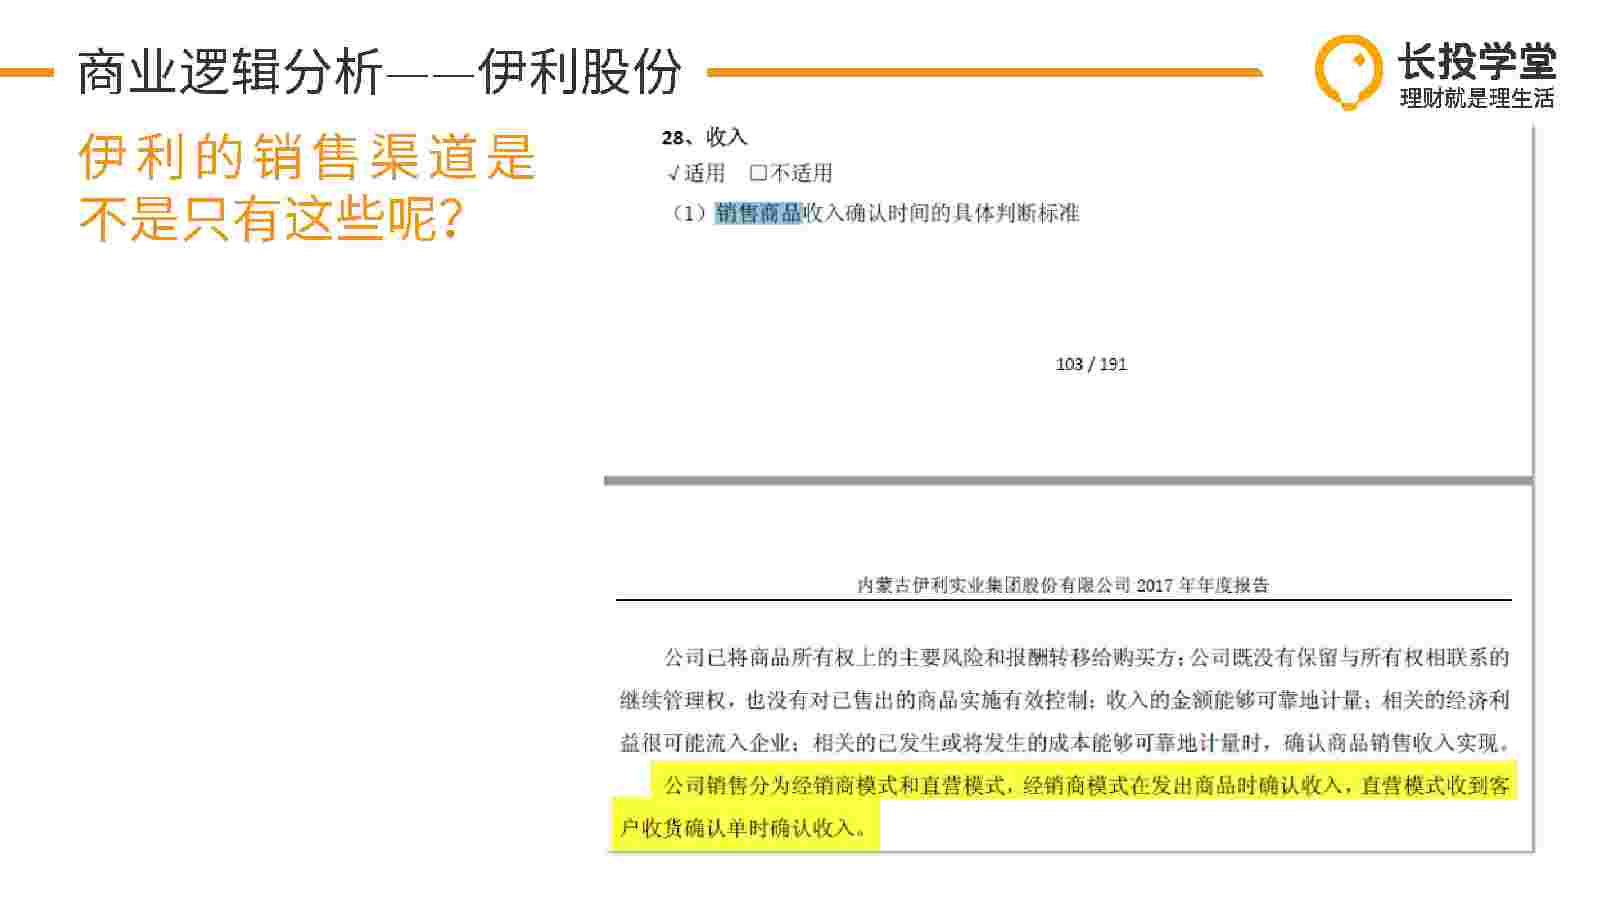 商业逻辑分析——伊利股份
长投学堂
理财就是理生活
伊利的销售渠道是
不是只有这些呢?
28、收入
√适用 □不适用
（1）销售商品收入确认时间的具体判断标准
103 / 191
内蒙古伊利实业集团股份有限公司 2017 年年度报告
公司已将商品所有权上的主要风险和报酬转移给购买方；公司既没有保留与所有权相联系的
继续管理权，也没有对已售出的商品实施有效控制；收入的金额能够可靠地计量；相关的经济利
益很可能流入企业；相关的已发生或将发生的成本能够可靠地计量时，确认商品销售收入实现。
公司销售分为经销商模式和直营模式，经销商模式在发出商品时确认收入，直营模式收到客
户收货确认单时确认收入。